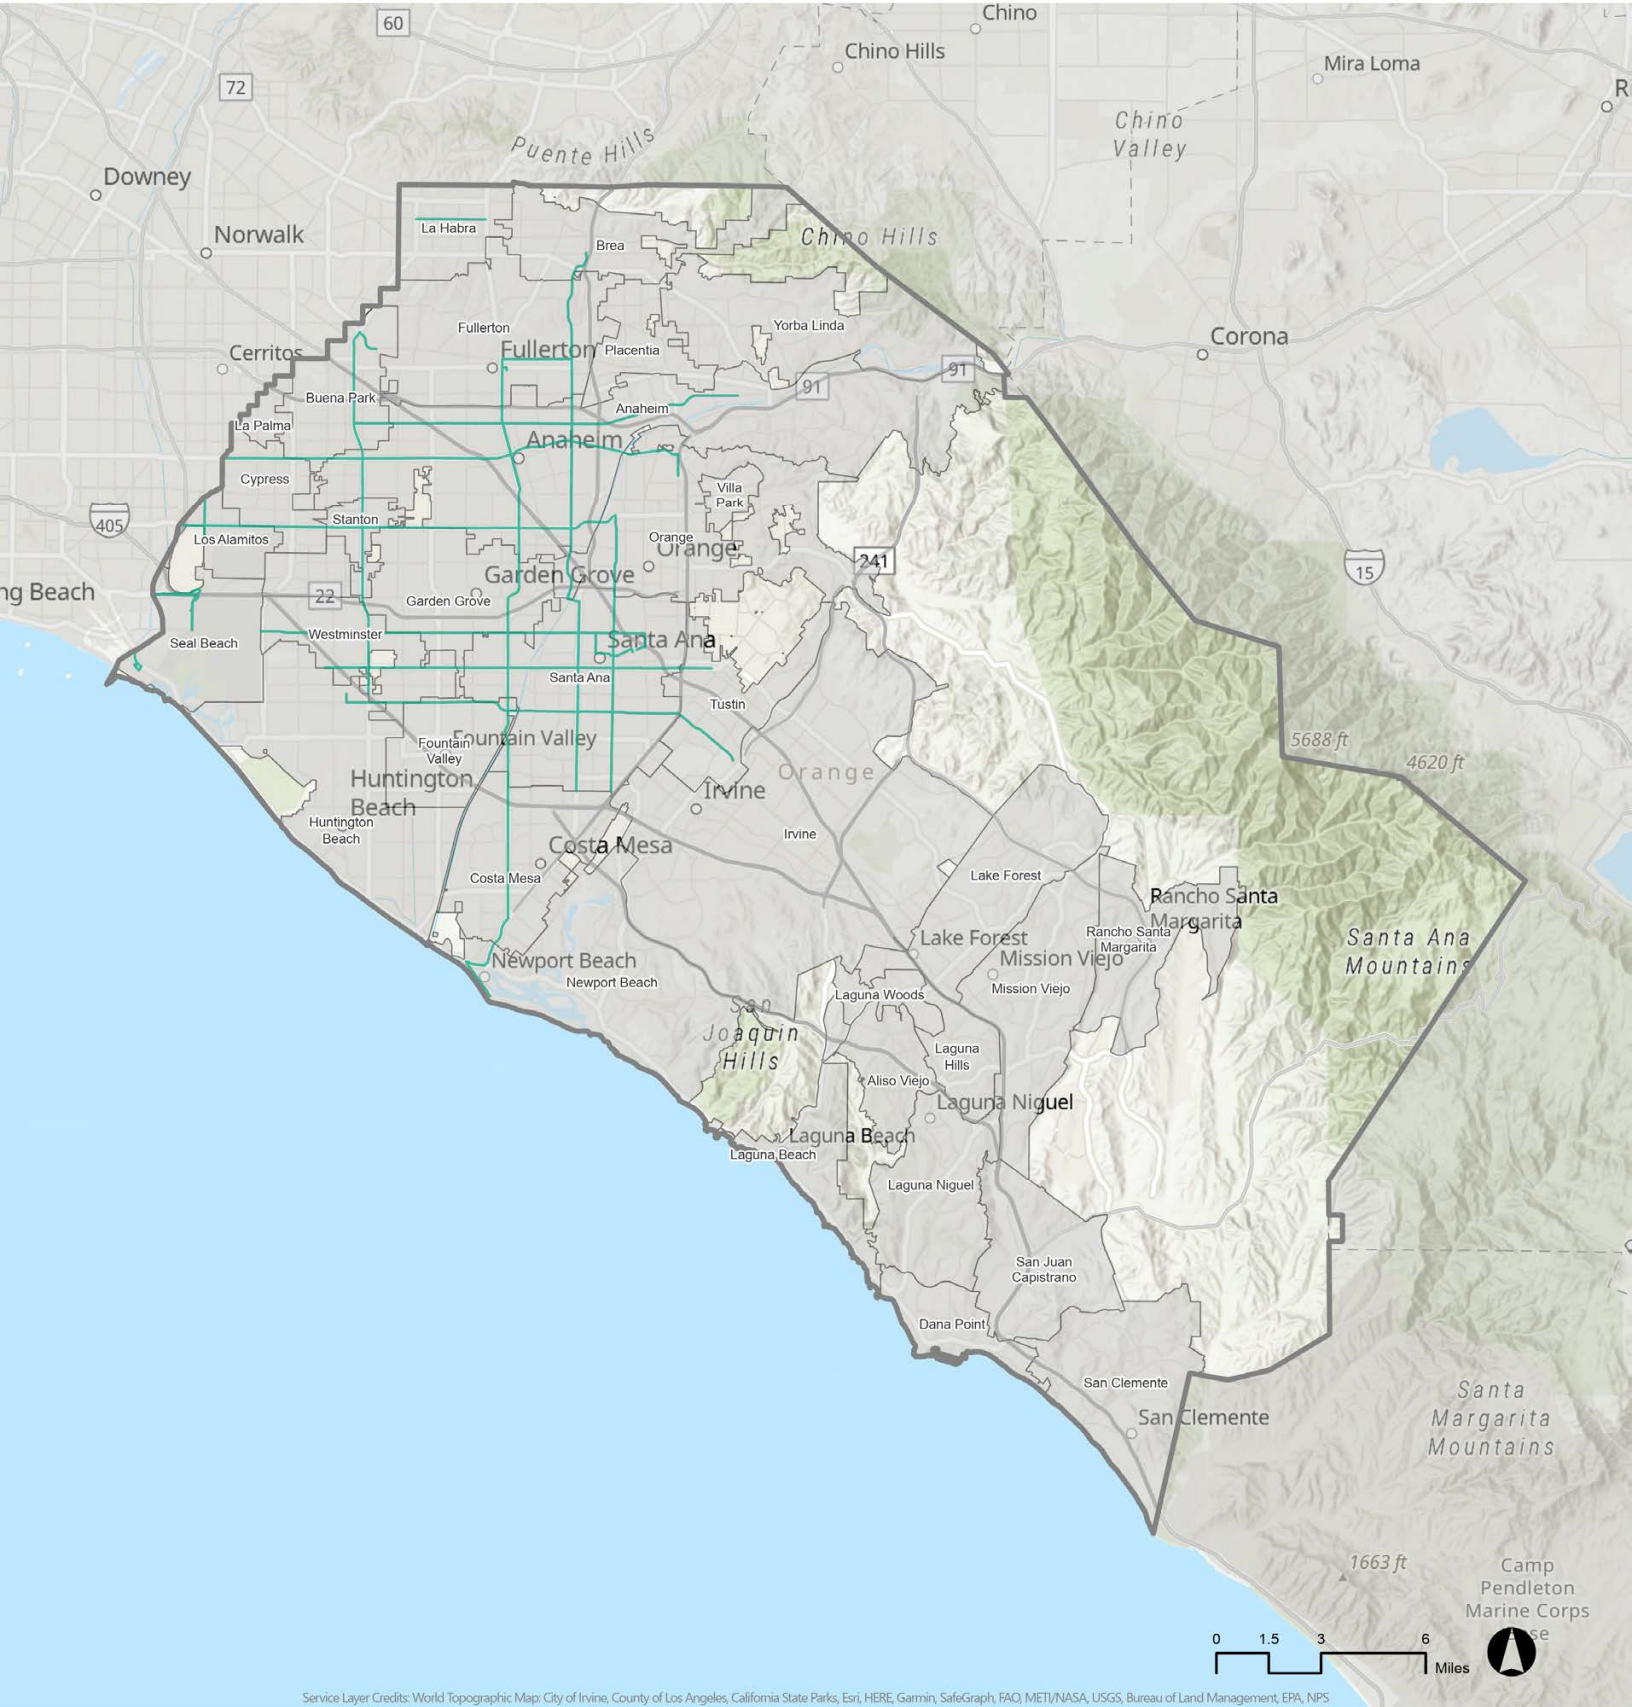 60
Chino
Chino Hills
Mira Loma
72
Chino
Valley
Puente Hills
Downey
Norwalk
La Habra
Brea
Chino Hills
Fullerton
Fullerton
Placentia
Yorba Linda
Corona
Cerritos
91
91
Buena Park
Anaheim
La Palma
Anaheim
Cypress
Villa
Park
405
Stanton
Los Alamitos
Orange
Orange
241
15
Garden Grove
ng Beach
22
Garden Grove
Westminster
Seal Beach
Santa Ana
Santa Ana
Tustin
Fountain
Valley
Fountain Valley
5688 ft
4620 ft
Orange
Huntington
Beach
Irvine
Huntington
Beach
Irvine
Costa Mesa
Costa Mesa
Lake Forest
Rancho Santa
Margarita
Rancho Santa
Margarita
Lake Forest
Mission Viejo
Santa Ana
Mountains
Newport Beach
Newport Beach
Mission Viejo
Laguna Woods
San
Joaquin
Hills
Laguna
Hills
Aliso Viejo
Laguna Niguel
Laguna Beach
Laguna Beach
Laguna Niguel
San Juan
Capistrano
Dana Point
San Clemente
San Clemente
Santa
Margarita
Mountains
1663 ft
Camp
Pendleton
Marine Corps
0 1.5 3 6
Miles
Service Layer Credits: World Topographic Map: City of Irvine, County of Los Angeles, California State Parks, Esri, HERE, Garmin, SafeGraph, FAO, METI/NASA, USGS, Bureau of Land Management, EPA, NPS